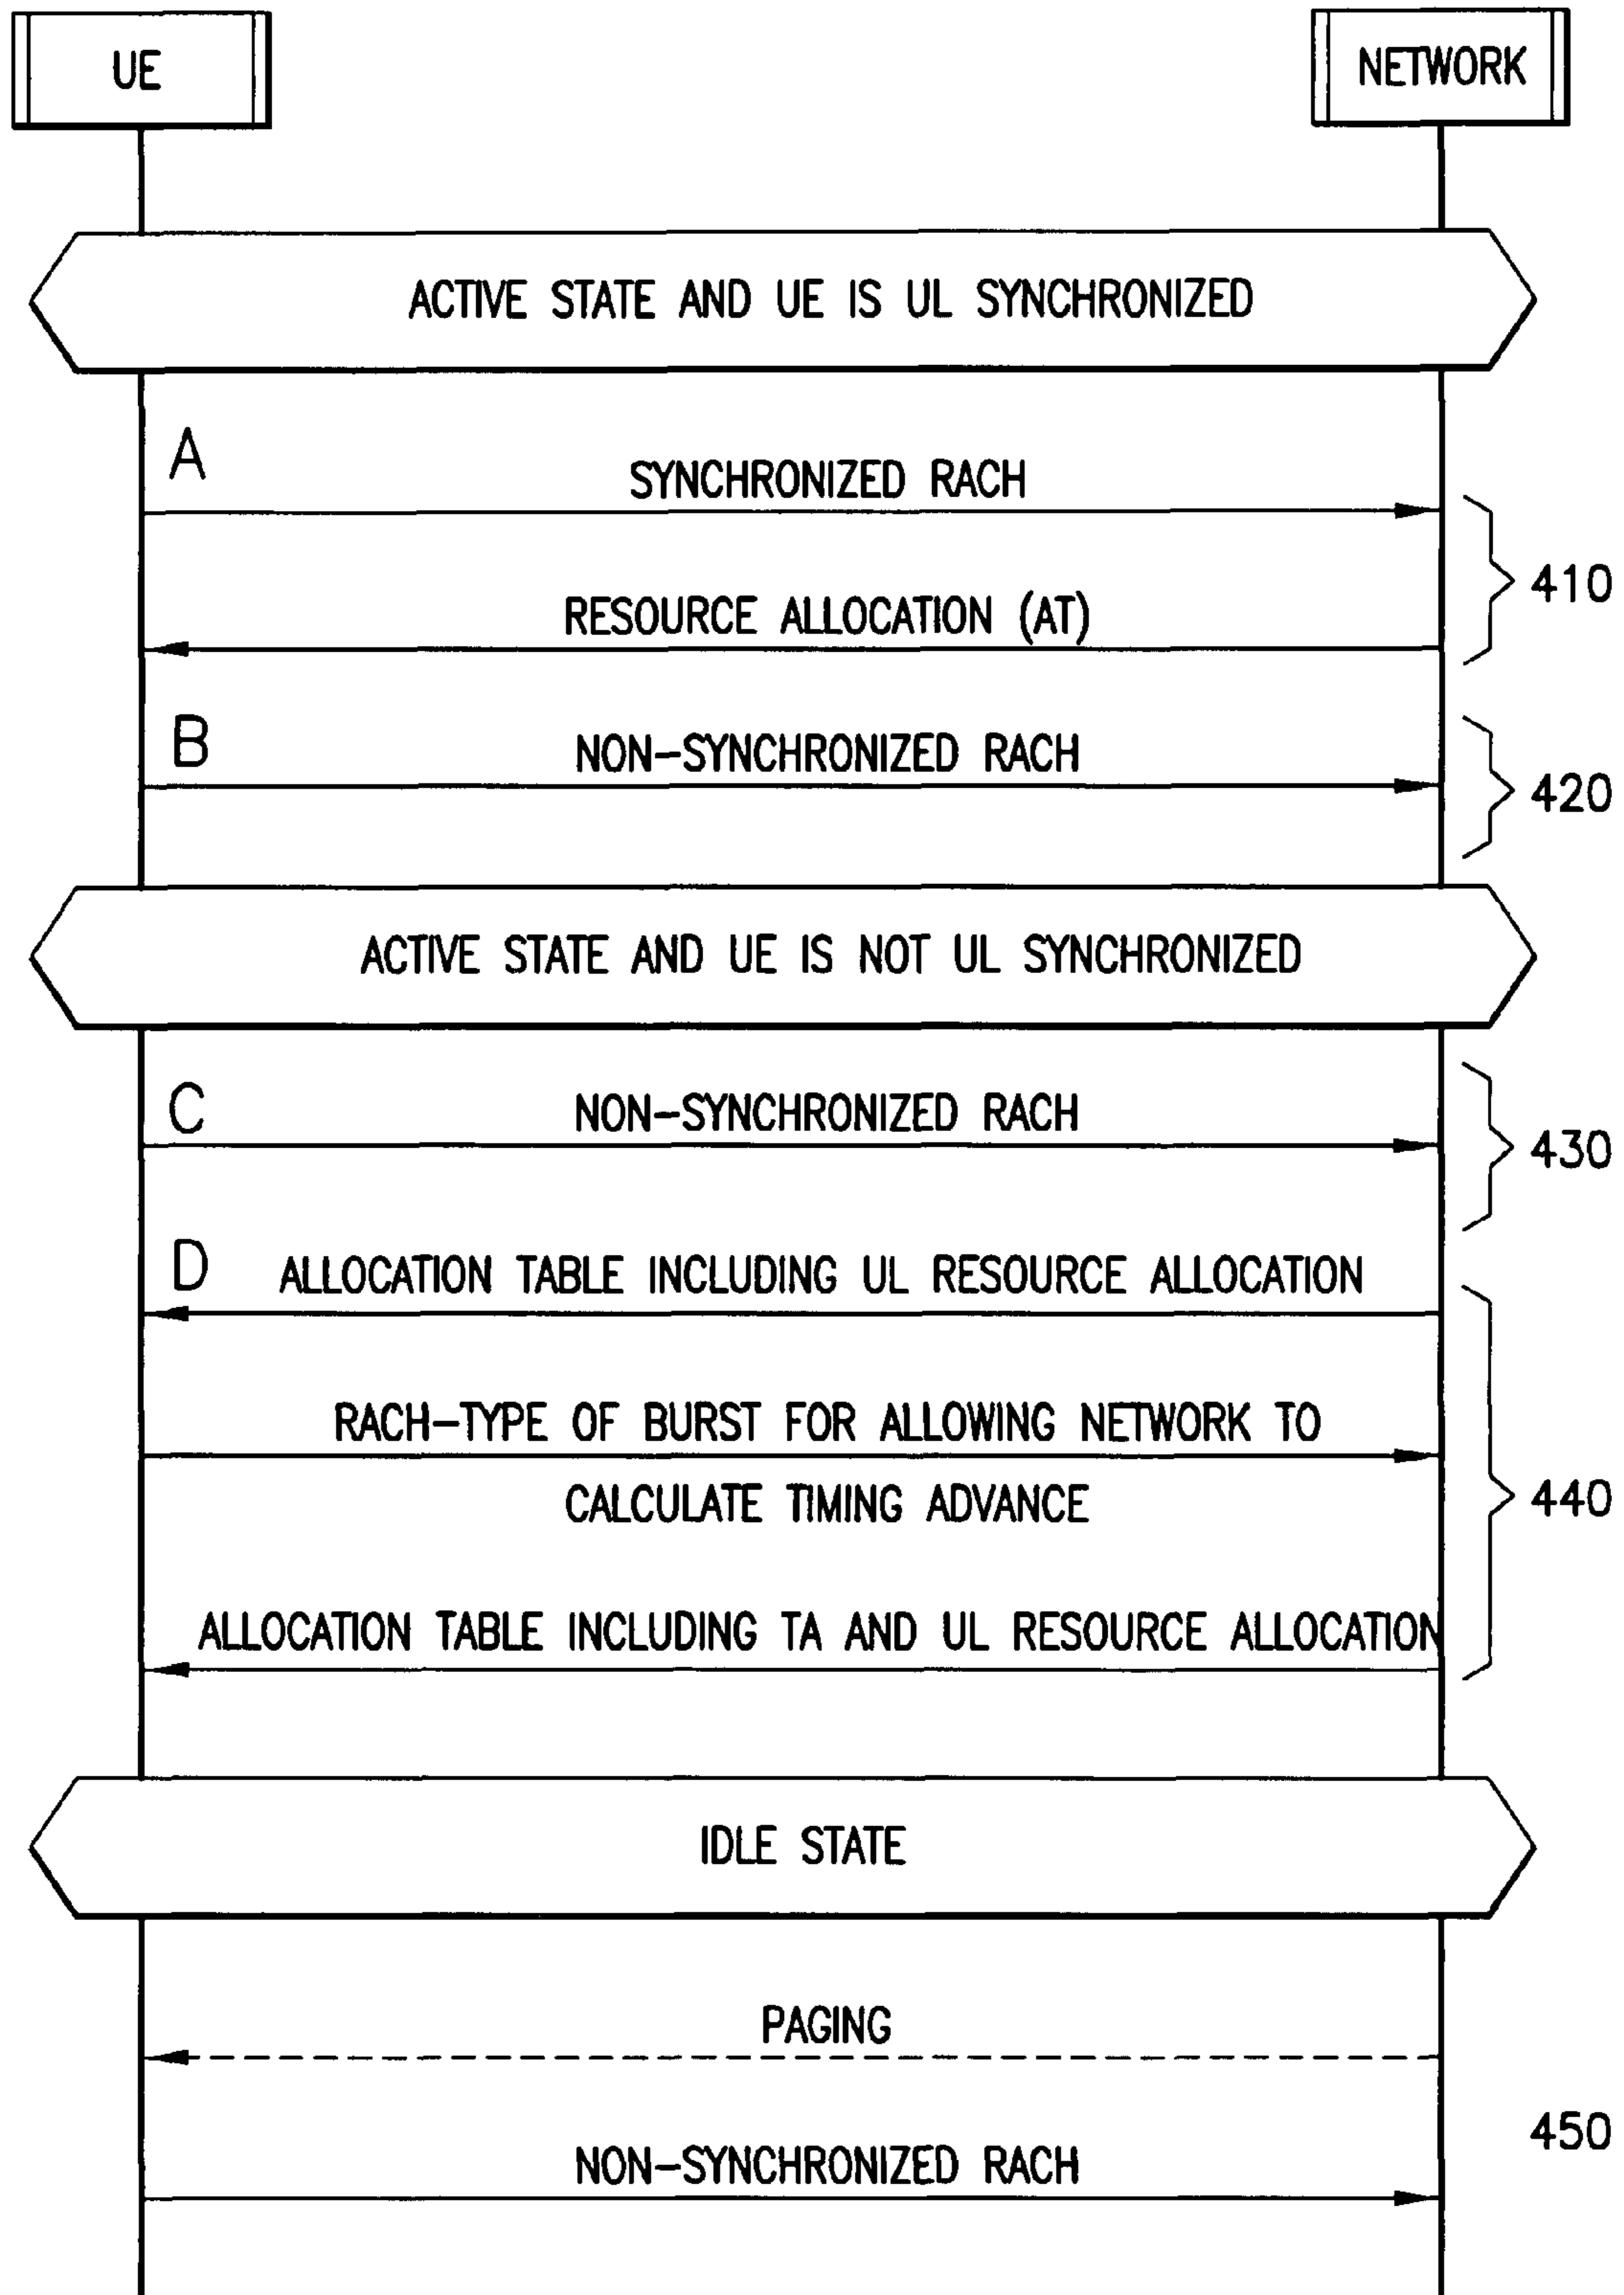 UE
NETWORK
ACTIVE STATE AND UE IS UL SYNCHRONIZED
A
SYNCHRONIZED RACH
410
RESOURCE ALLOCATION (AT)
B
NON-SYNCHRONIZED RACH
420
ACTIVE STATE AND UE IS NOT UL SYNCHRONIZED
C
NON-SYNCHRONIZED RACH
430
D
ALLOCATION TABLE INCLUDING UL RESOURCE ALLOCATION
RACH-TYPE OF BURST FOR ALLOWING NETWORK TO
CALCULATE TIMING ADVANCE
440
ALLOCATION TABLE INCLUDING TA AND UL RESOURCE ALLOCATION
IDLE STATE
PAGING
450
NON-SYNCHRONIZED RACH